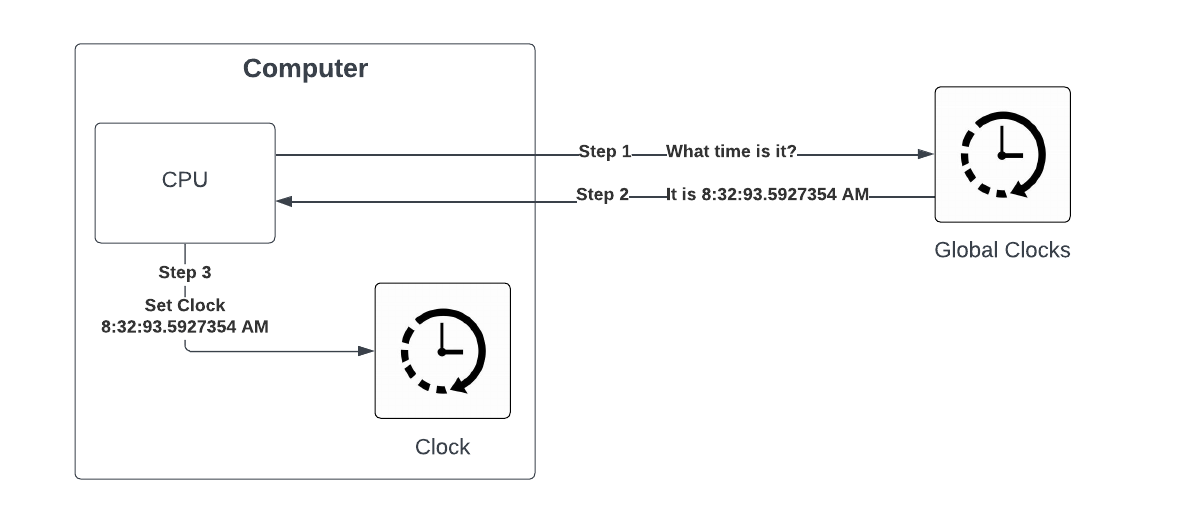 Computer
CPU
Step 1 What time is it?
Step 2 It is 8:32:93.5927354 AM
Global Clocks
Step 3
Set Clock
8:32:93.5927354 AM
Clock